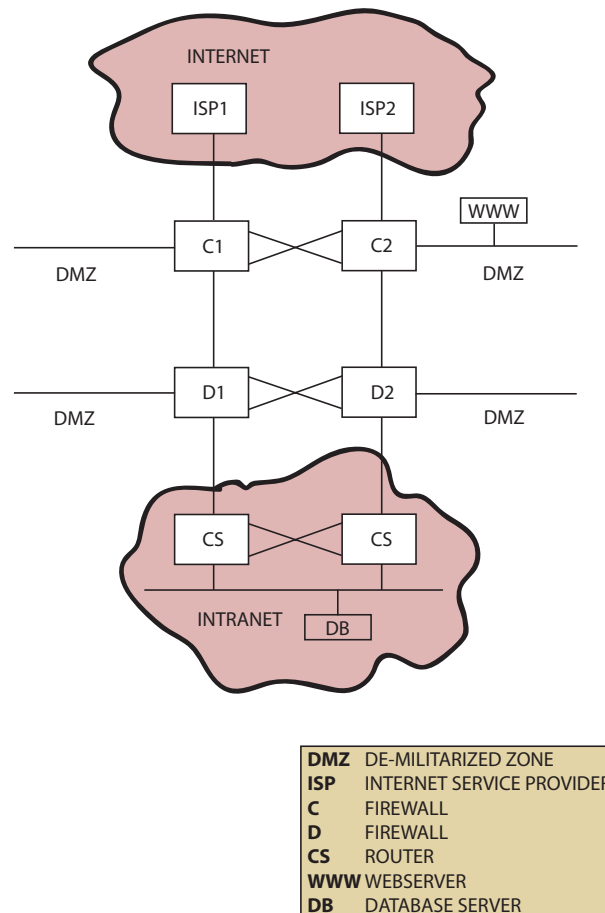 INTERNET
ISP1 ISP2
WWW
C1 C2
DMZ DMZ
D1 D2
DMZ DMZ
CS CS
INTRANET
DB
DMZ DE-MILITARIZED ZONE
ISP INTERNET SERVICE PROVIDER
C FIREWALL
D FIREWALL
CS ROUTER
WWW WEBSERVER
DB DATABASE SERVER